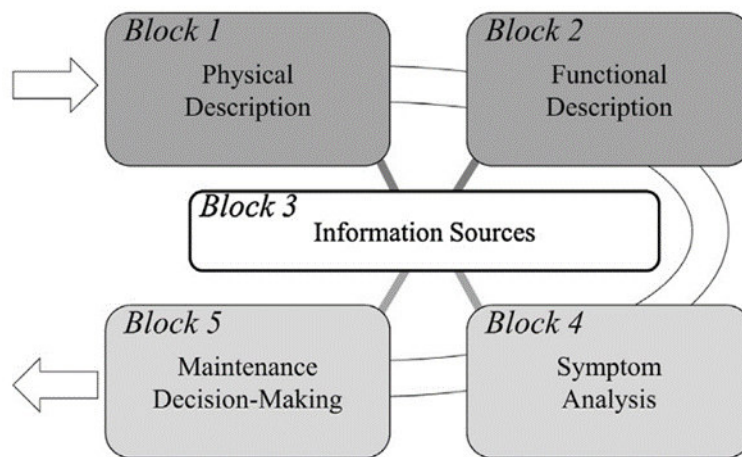 Block 1
Physical
Description
Block 2
Functional
Description
Block 3
Information Sources
Block 5
Maintenance
Decision-Making
Block 4
Symptom
Analysis